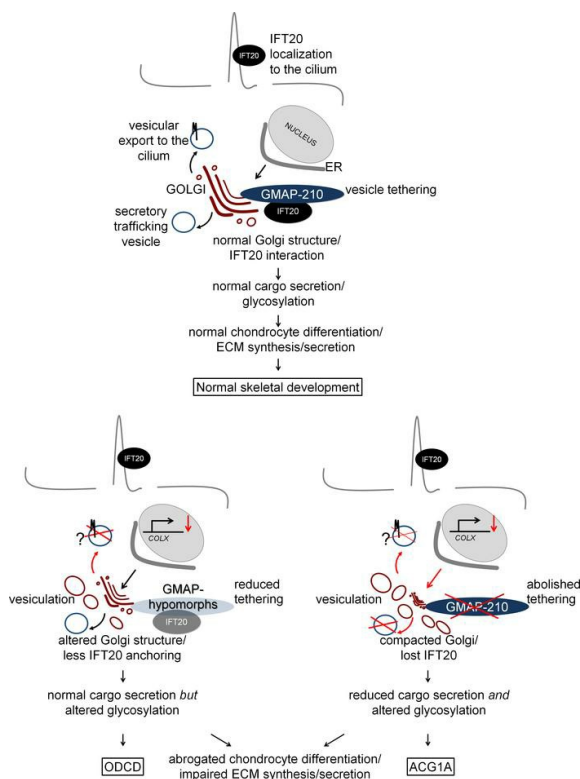 IFT20
IFT20
localization
to the cilium
vesicular
export to the
cilium
NUCLEUS
ER
GOLGI
GMAP-210
vesicle tethering
IFT20
secretory
trafficking
vesicle
normal Golgi structure/
IFT20 interaction
normal cargo secretion/
glycosylation
normal chondrocyte differentiation/
ECM synthesis/secretion
Normal skeletal development
IFT20
?
COLX
vesiculation
GMAP-
hypomorphs
reduced
tethering
IFT20
altered Golgi structure/
less IFT20 anchoring
normal cargo secretion but
altered glycosylation
ODCD
IFT20
?
COLX
vesiculation
GMAP-210
abolished
tethering
compacted Golgi/
lost IFT20
reduced cargo secretion and
altered glycosylation
ACG1A
abrogated chondrocyte differentiation/
impaired ECM synthesis/secretion